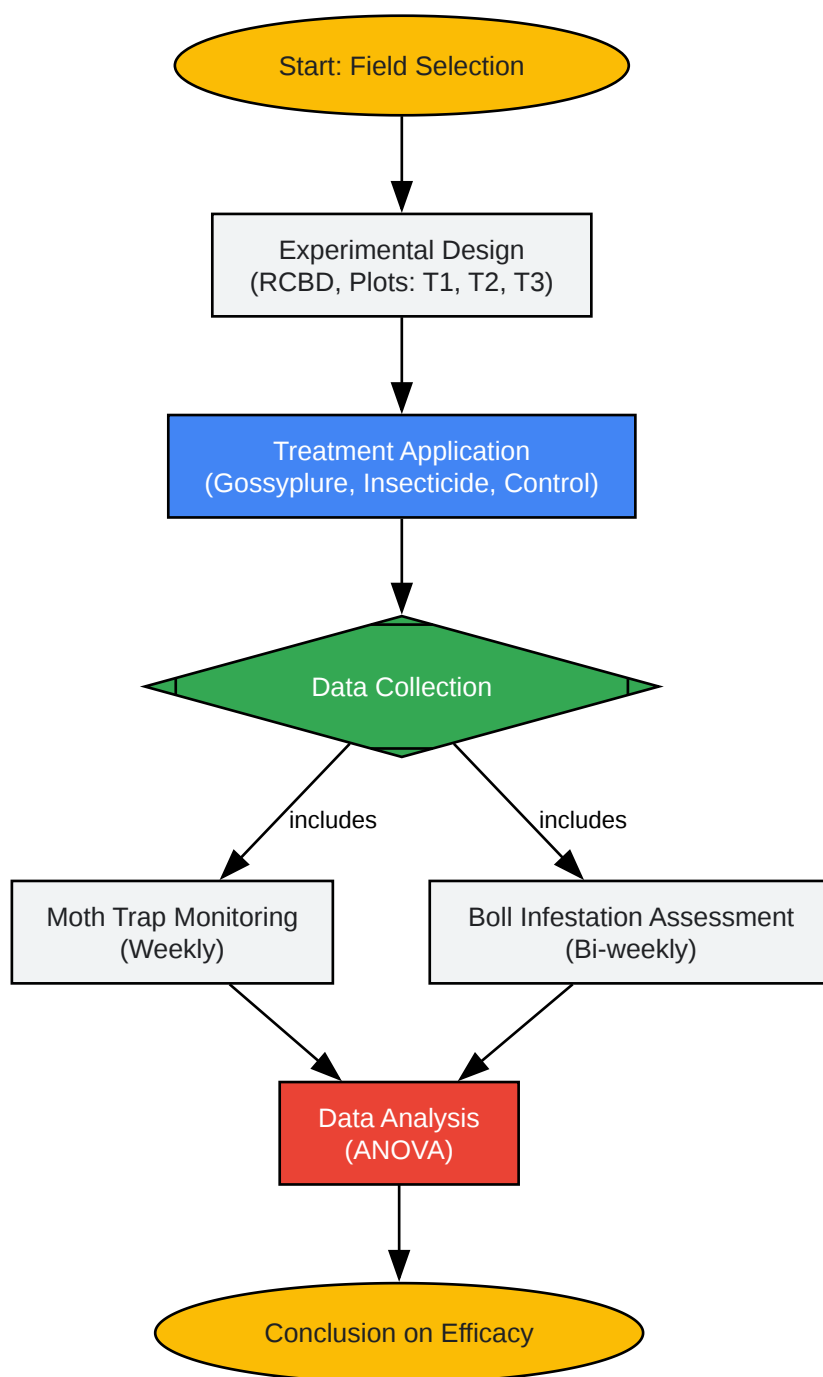 Start: Field Selection
Experimental Design
(RCBD, Plots: T1, T2, T3)
Treatment Application
(Gossyplure, Insecticide, Control)
Data Collection
includes
includes
Moth Trap Monitoring
(Weekly)
Boll Infestation Assessment
(Bi-weekly)
Data Analysis
(ANOVA)
Conclusion on Efficacy